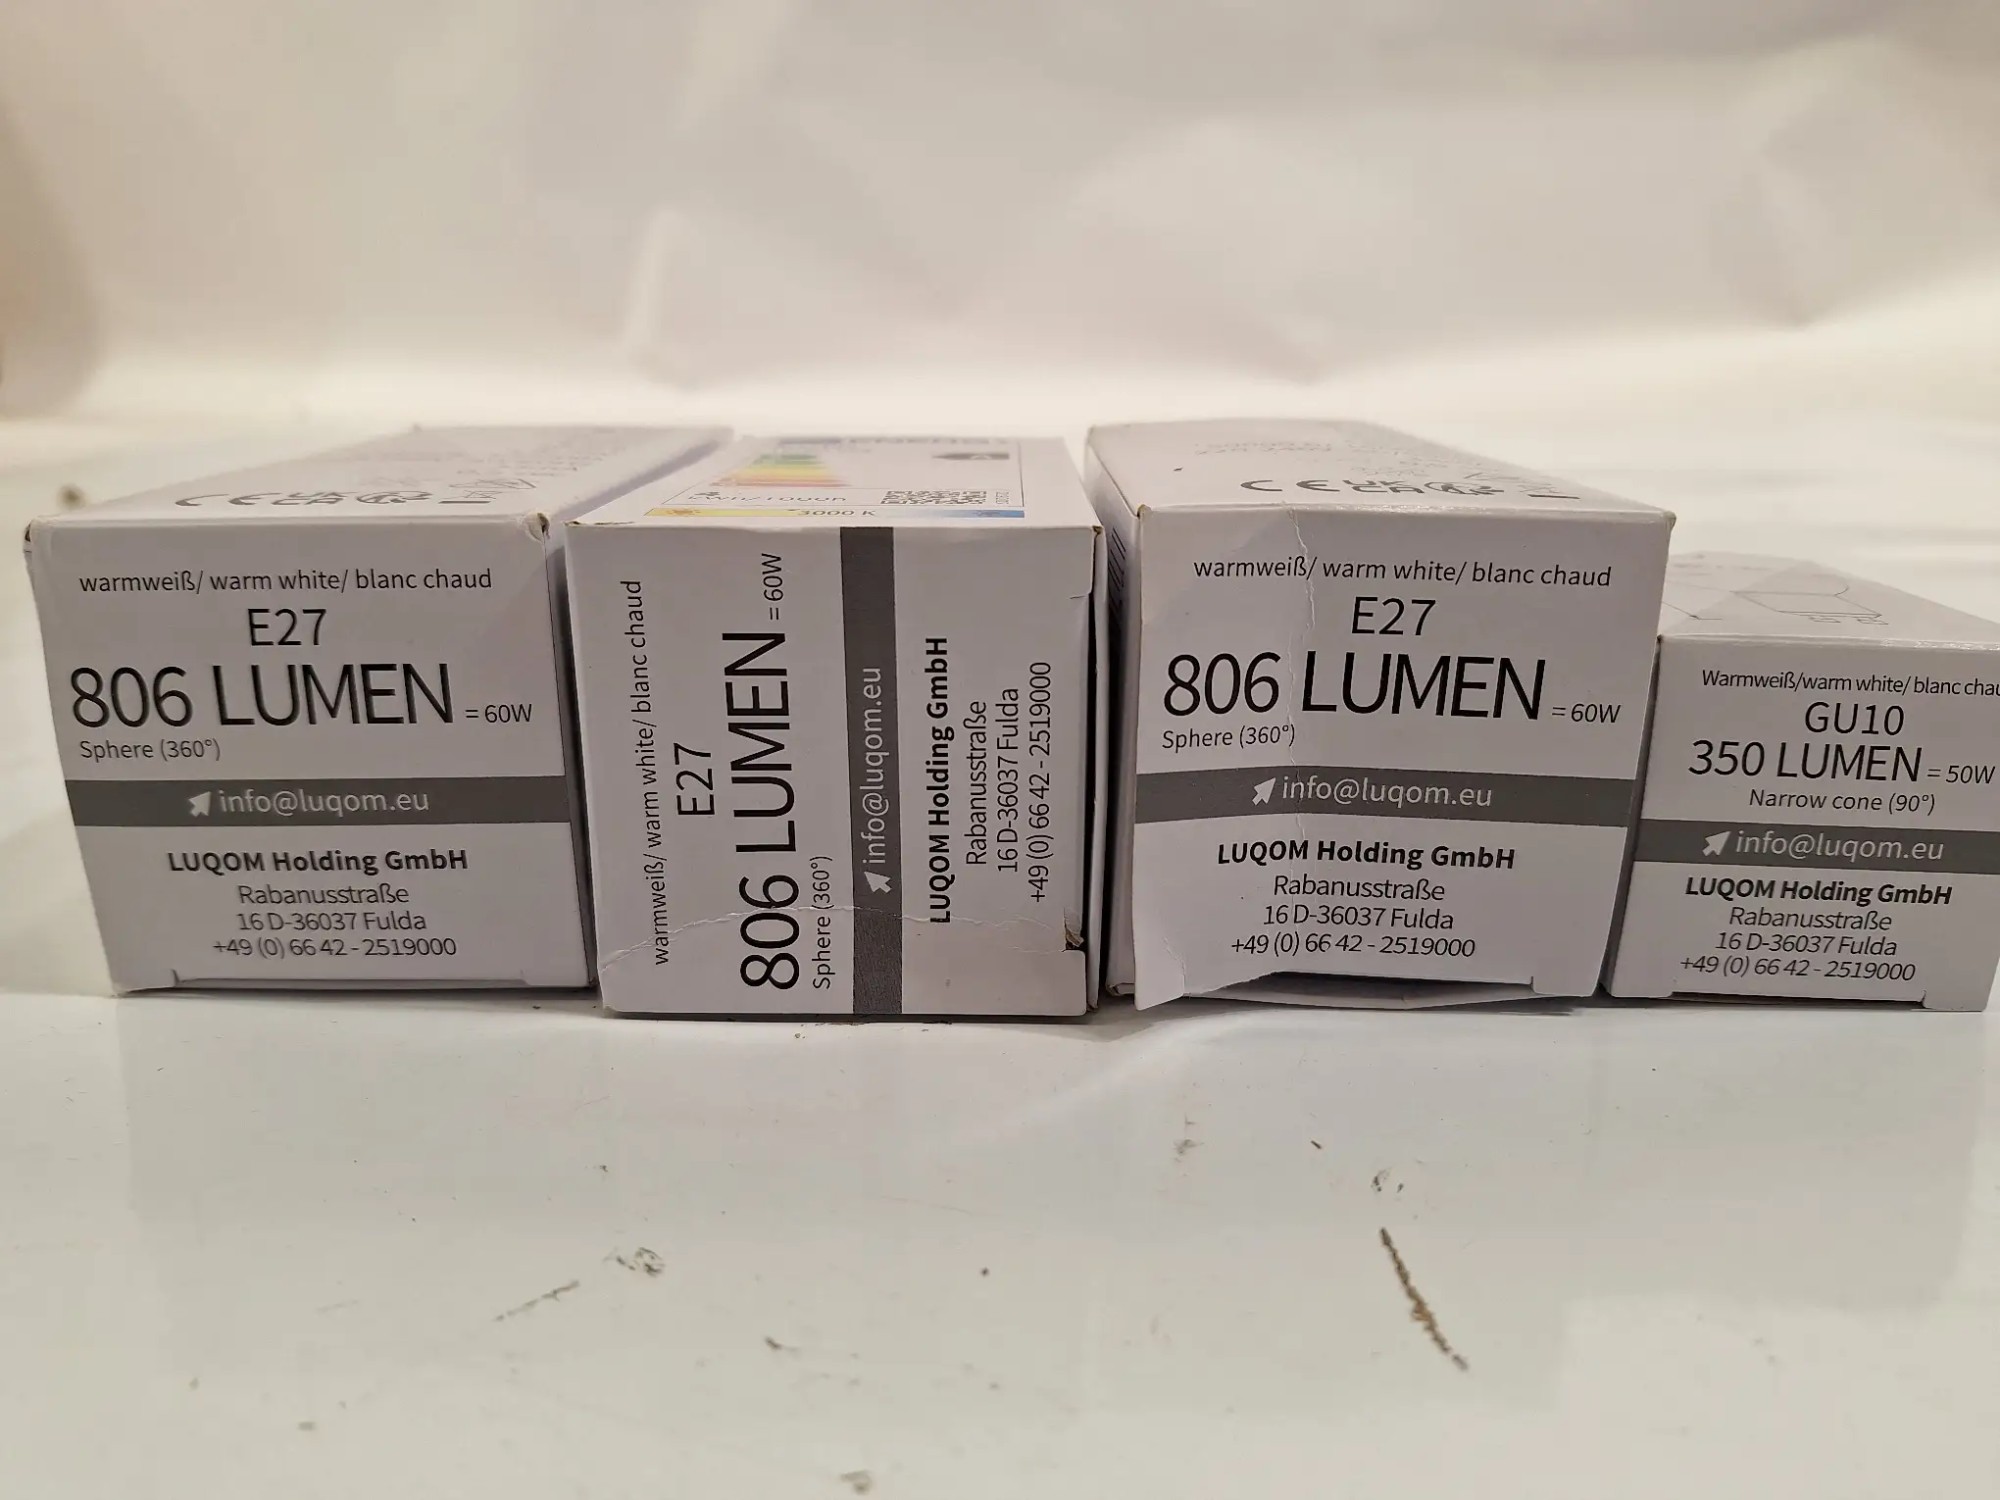 CE UKCA
warmweiß/ warm white/ blanc chaud
E27
806 LUMEN = 60W
Sphere (360°)
info@luqom.eu
LUQOM Holding GmbH
Rabanusstraße
16 D-36037 Fulda
+49 (0) 66 42 - 2519000
3000 K
warmweiß/ warm white/ blanc chaud
E27
806 LUMEN = 60W
Sphere (360°)
info@luqom.eu
LUQOM Holding GmbH
Rabanusstraße
16 D-36037 Fulda
+49 (0) 66 42 - 2519000
CE UKCA
warmweiß/ warm white/ blanc chaud
E27
806 LUMEN = 60W
Sphere (360°)
info@luqom.eu
LUQOM Holding GmbH
Rabanusstraße
16 D-36037 Fulda
+49 (0) 66 42 - 2519000
Warmweiß/warm white/ blanc chau
GU10
350 LUMEN = 50W
Narrow cone (90°)
info@luqom.eu
LUQOM Holding GmbH
Rabanusstraße
16 D-36037 Fulda
+49 (0) 66 42 - 2519000